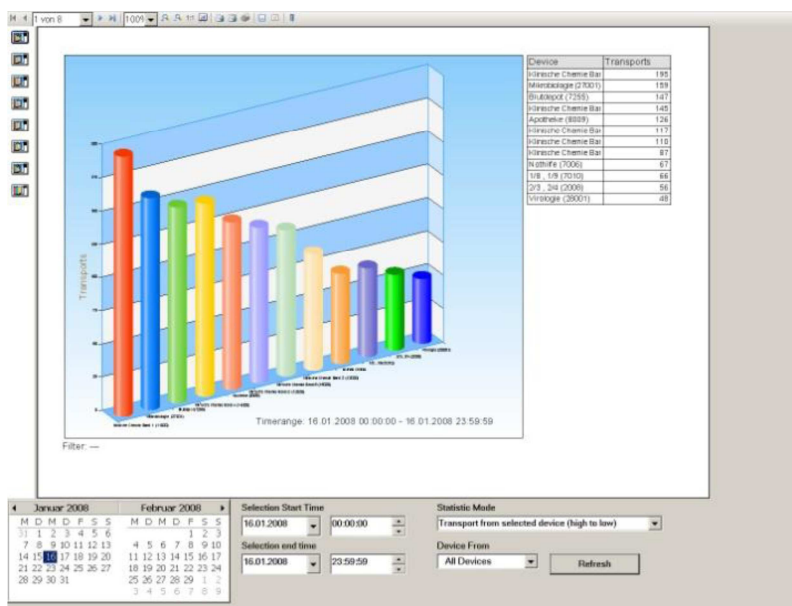 1 von 8
100%
1:1
Device Transports
Klinische Chemie Bar 195
Mikrobiologie (27001) 159
Blutdepot (7255) 147
Klinische Chemie Bar 145
Apotheke (8009) 126
Klinische Chemie Bar 117
Klinische Chemie Bar 110
Klinische Chemie Bar 87
Nothilfe (7006) 67
1/8 , 1/9 (7010) 66
2/3 , 2/4 (2008) 56
Virologie (28001) 48
Transports
Timerange: 16.01.2008 00:00:00 - 16.01.2008 23:59:59
Filter: ---
Januar 2008
M D M D F S S
31 1 2 3 4 5 6
7 8 9 10 11 12 13
14 15 16 17 18 19 20
21 22 23 24 25 26 27
28 29 30 31
Februar 2008
M D M D F S S
1 2 3
4 5 6 7 8 9 10
11 12 13 14 15 16 17
18 19 20 21 22 23 24
25 26 27 28 29 1 2
3 4 5 6 7 8 9
Selection Start Time
16.01.2008 00:00:00
Selection end time
16.01.2008 23:59:59
Statistic Mode
Transport from selected device (high to low)
Device From
All Devices
Refresh